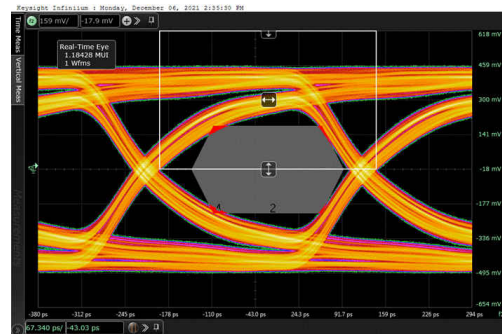 Keysight Infiniium : Monday, December 06, 2021 2:35:30 PM
159 mV/
-17.9 mV
Time Meas
Vertical Meas
Measurements
Real-Time Eye
1.18428 MUI
1 Wfms
618 mV
459 mV
300 mV
141 mV
-18 mV
-177 mV
-336 mV
-495 mV
-654 mV
4
2
-380 ps
-312 ps
-245 ps
-178 ps
-110 ps
-43.0 ps
24.3 ps
91.7 ps
159 ps
226 ps
294 ps
67.340 ps/
-43.03 ps